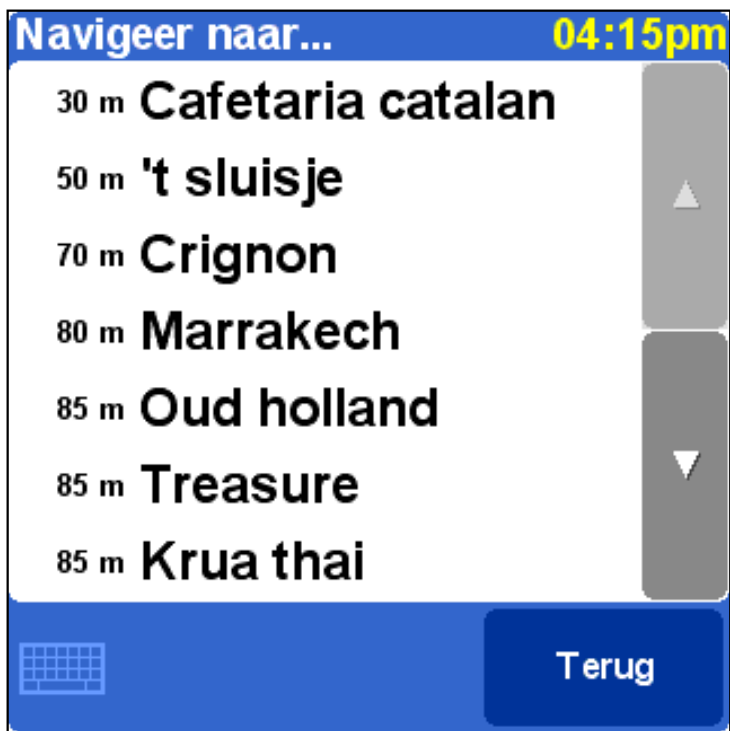 Navigeer naar... 04:15pm
30 m Cafetaria catalan
50 m 't sluisje
70 m Crignon
80 m Marrakech
85 m Oud holland
85 m Treasure
85 m Krua thai
Terug